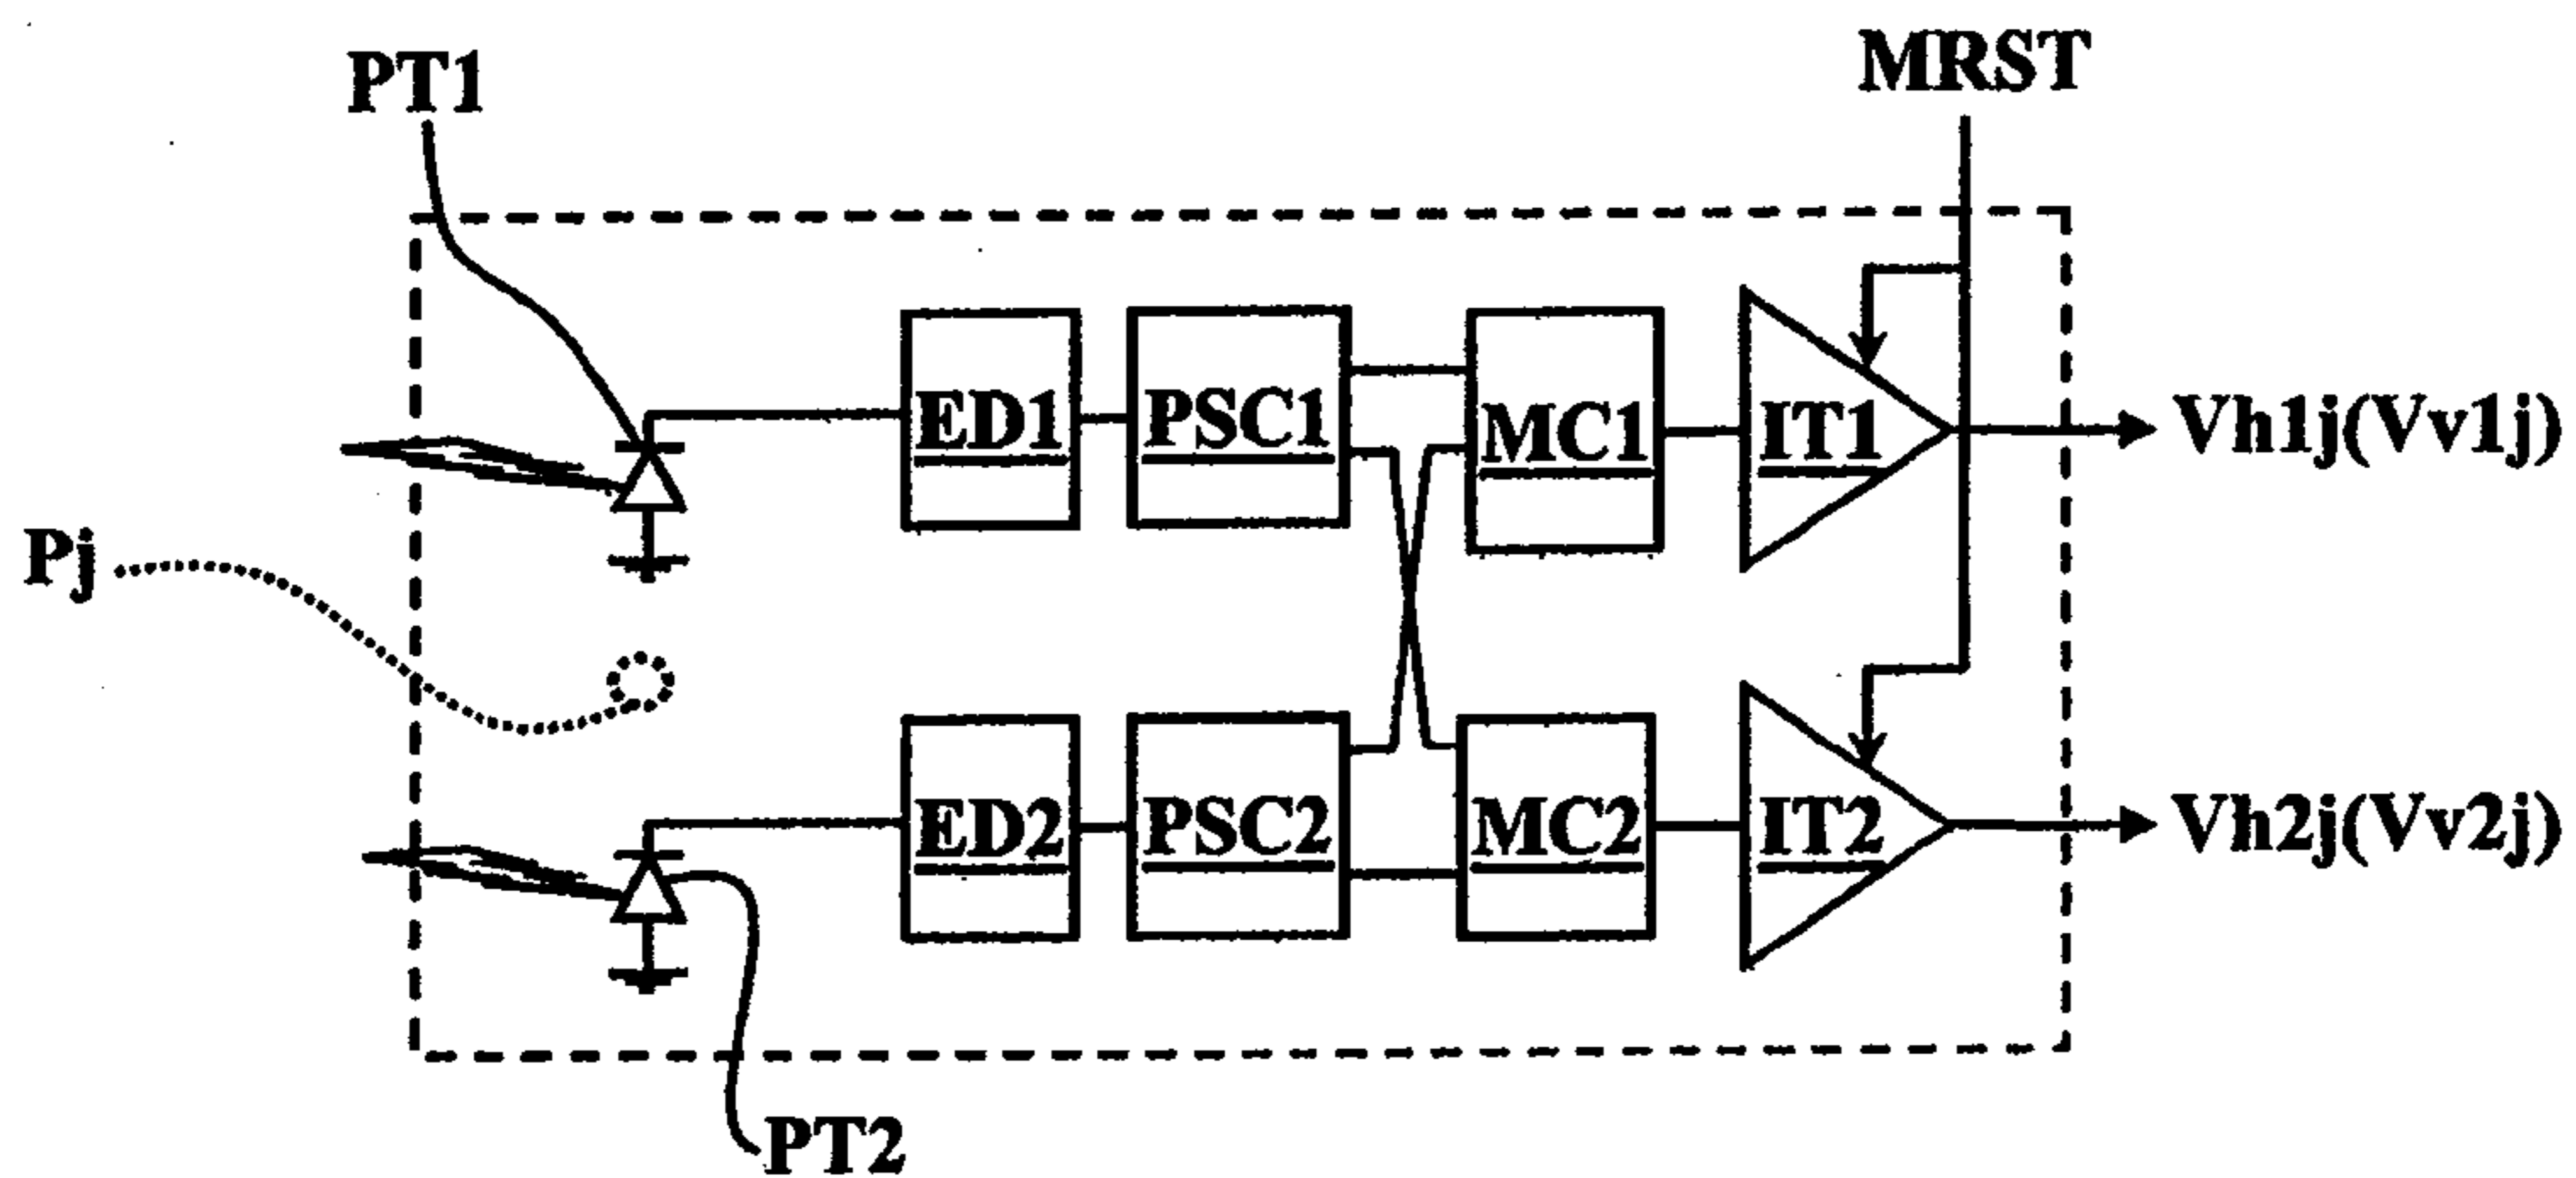 PT1
MRST
ED1
PSC1
MC1
IT1
Vh1j(Vv1j)
Pj
ED2
PSC2
MC2
IT2
Vh2j(Vv2j)
PT2